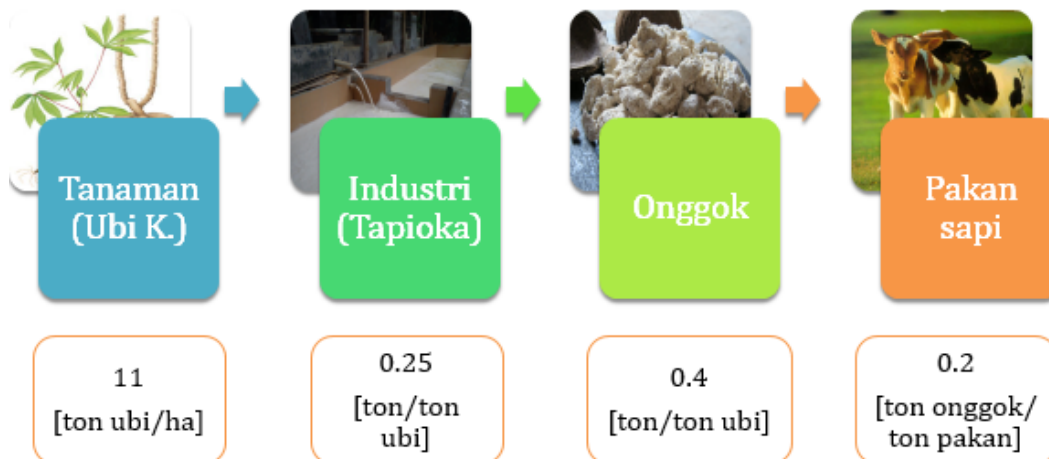 Tanaman
(Ubi K.)
Industri
(Tapioka)
Onggok
Pakan
sapi
11
[ton ubi/ha]
0.25
[ton/ton
ubi]
0.4
[ton/ton ubi]
0.2
[ton onggok/
ton pakan]